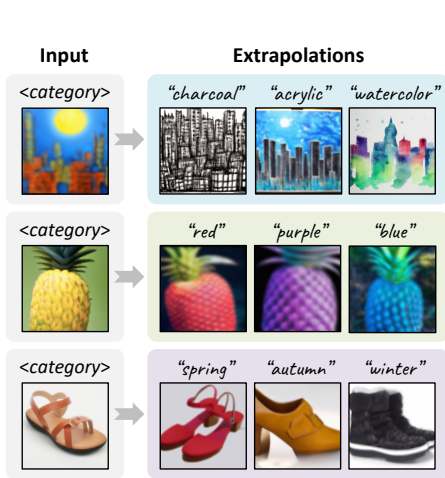 Input
Extrapolations
<category>
“charcoal” “acrylic” “watercolor”
<category>
“red” “purple” “blue”
<category>
“spring” “autumn” “winter”